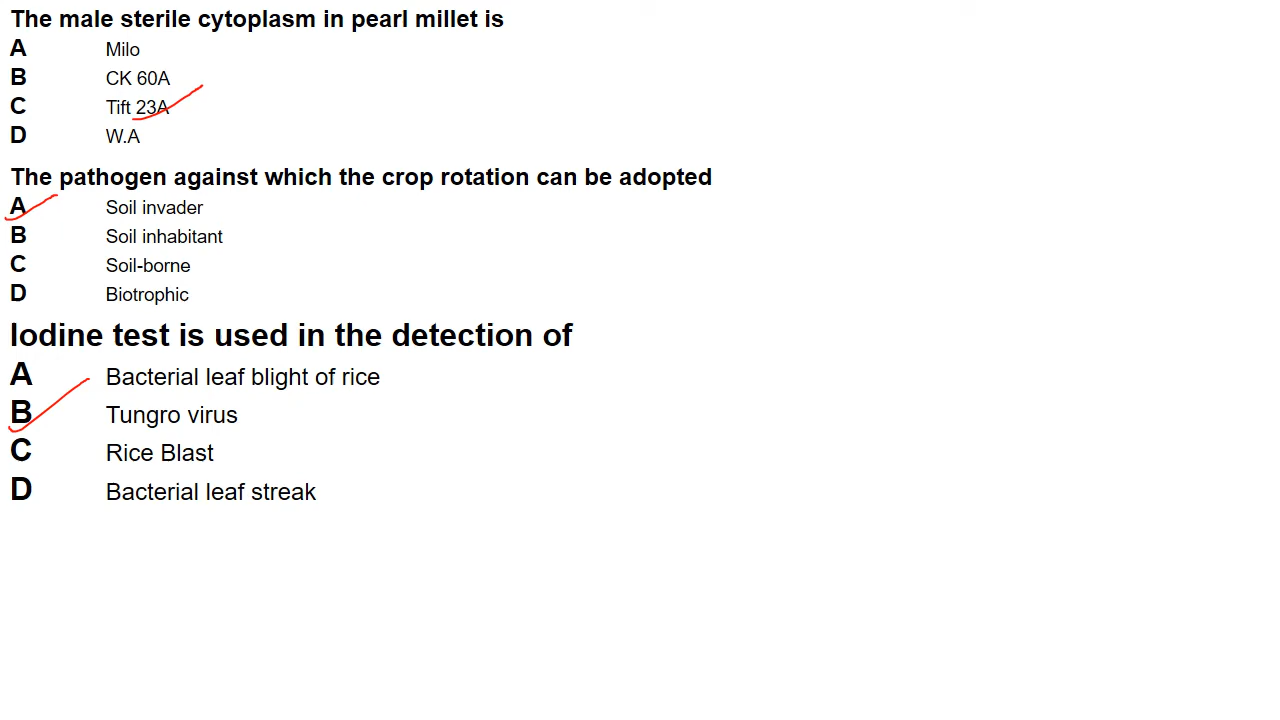 The male sterile cytoplasm in pearl millet is
A Milo
B CK 60A
C Tift 23A
D W.A
The pathogen against which the crop rotation can be adopted
A Soil invader
B Soil inhabitant
C Soil-borne
D Biotrophic
Iodine test is used in the detection of
A Bacterial leaf blight of rice
B Tungro virus
C Rice Blast
D Bacterial leaf streak